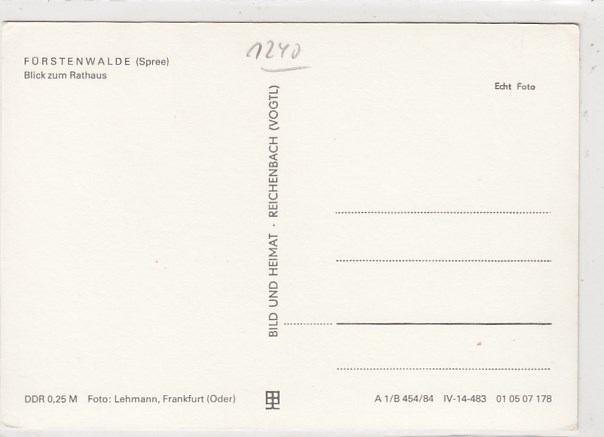 FÜRSTENWALDE (Spree)
Blick zum Rathaus
1240
Echt Foto
BILD UND HEIMAT · REICHENBACH (VOGTL)
DDR 0,25 M Foto: Lehmann, Frankfurt (Oder)
A 1/B 454/84 IV-14-483 01 05 07 178